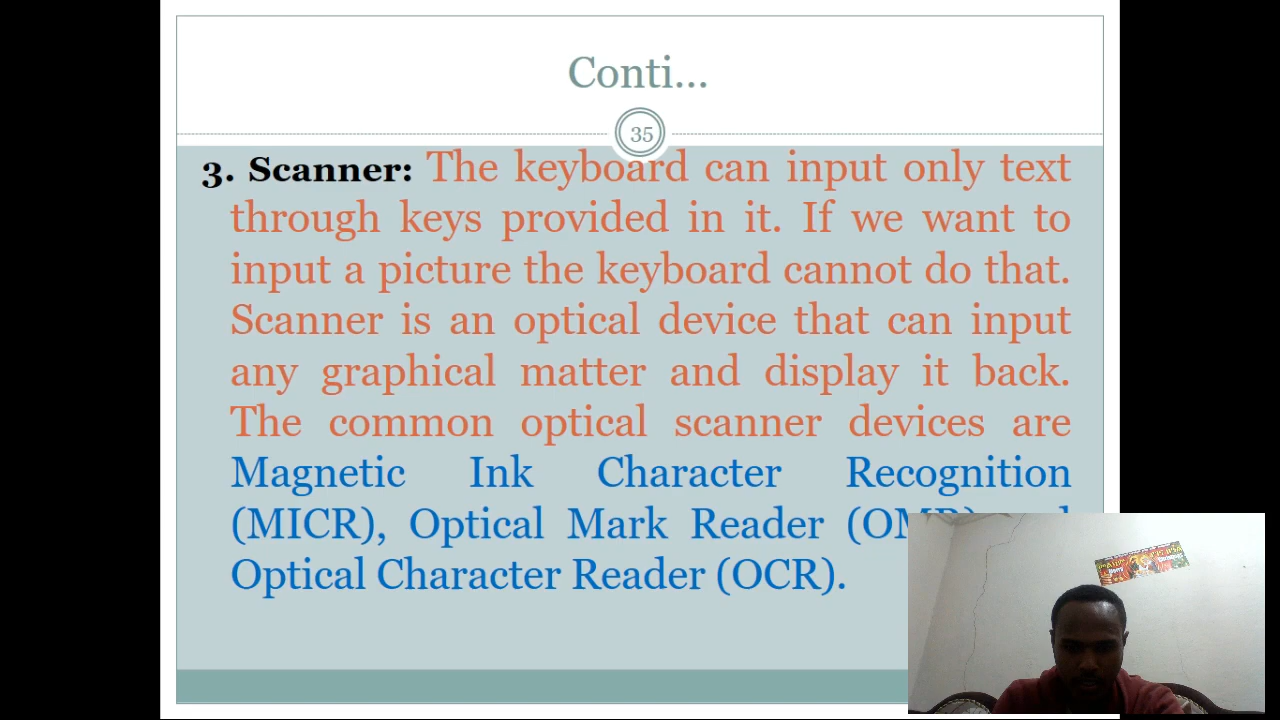 Conti...
35
3. Scanner: The keyboard can input only text
through keys provided in it. If we want to
input a picture the keyboard cannot do that.
Scanner is an optical device that can input
any graphical matter and display it back.
The common optical scanner devices are
Magnetic Ink Character Recognition
(MICR), Optical Mark Reader
Optical Character Reader (OCR).